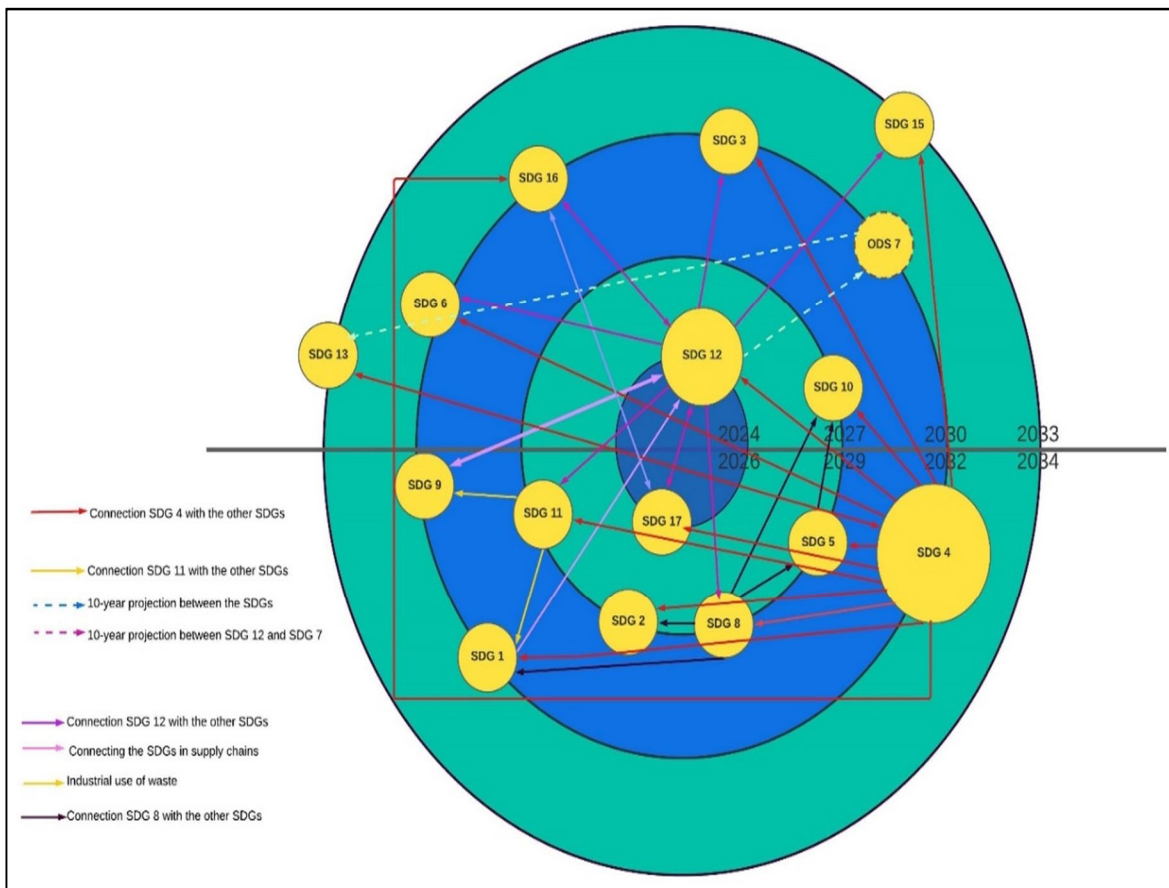 SDG 15
SDG 3
SDG 16
ODS 7
SDG 6
SDG 13
SDG 12
SDG 10
2024
2027
2030
2033
2026
2029
2032
2034
SDG 9
SDG 11
SDG 17
SDG 5
SDG 4
SDG 2
SDG 8
SDG 1
Connection SDG 4 with the other SDGs
Connection SDG 11 with the other SDGs
10-year projection between the SDGs
10-year projection between SDG 12 and SDG 7
Connection SDG 12 with the other SDGs
Connecting the SDGs in supply chains
Industrial use of waste
Connection SDG 8 with the other SDGs